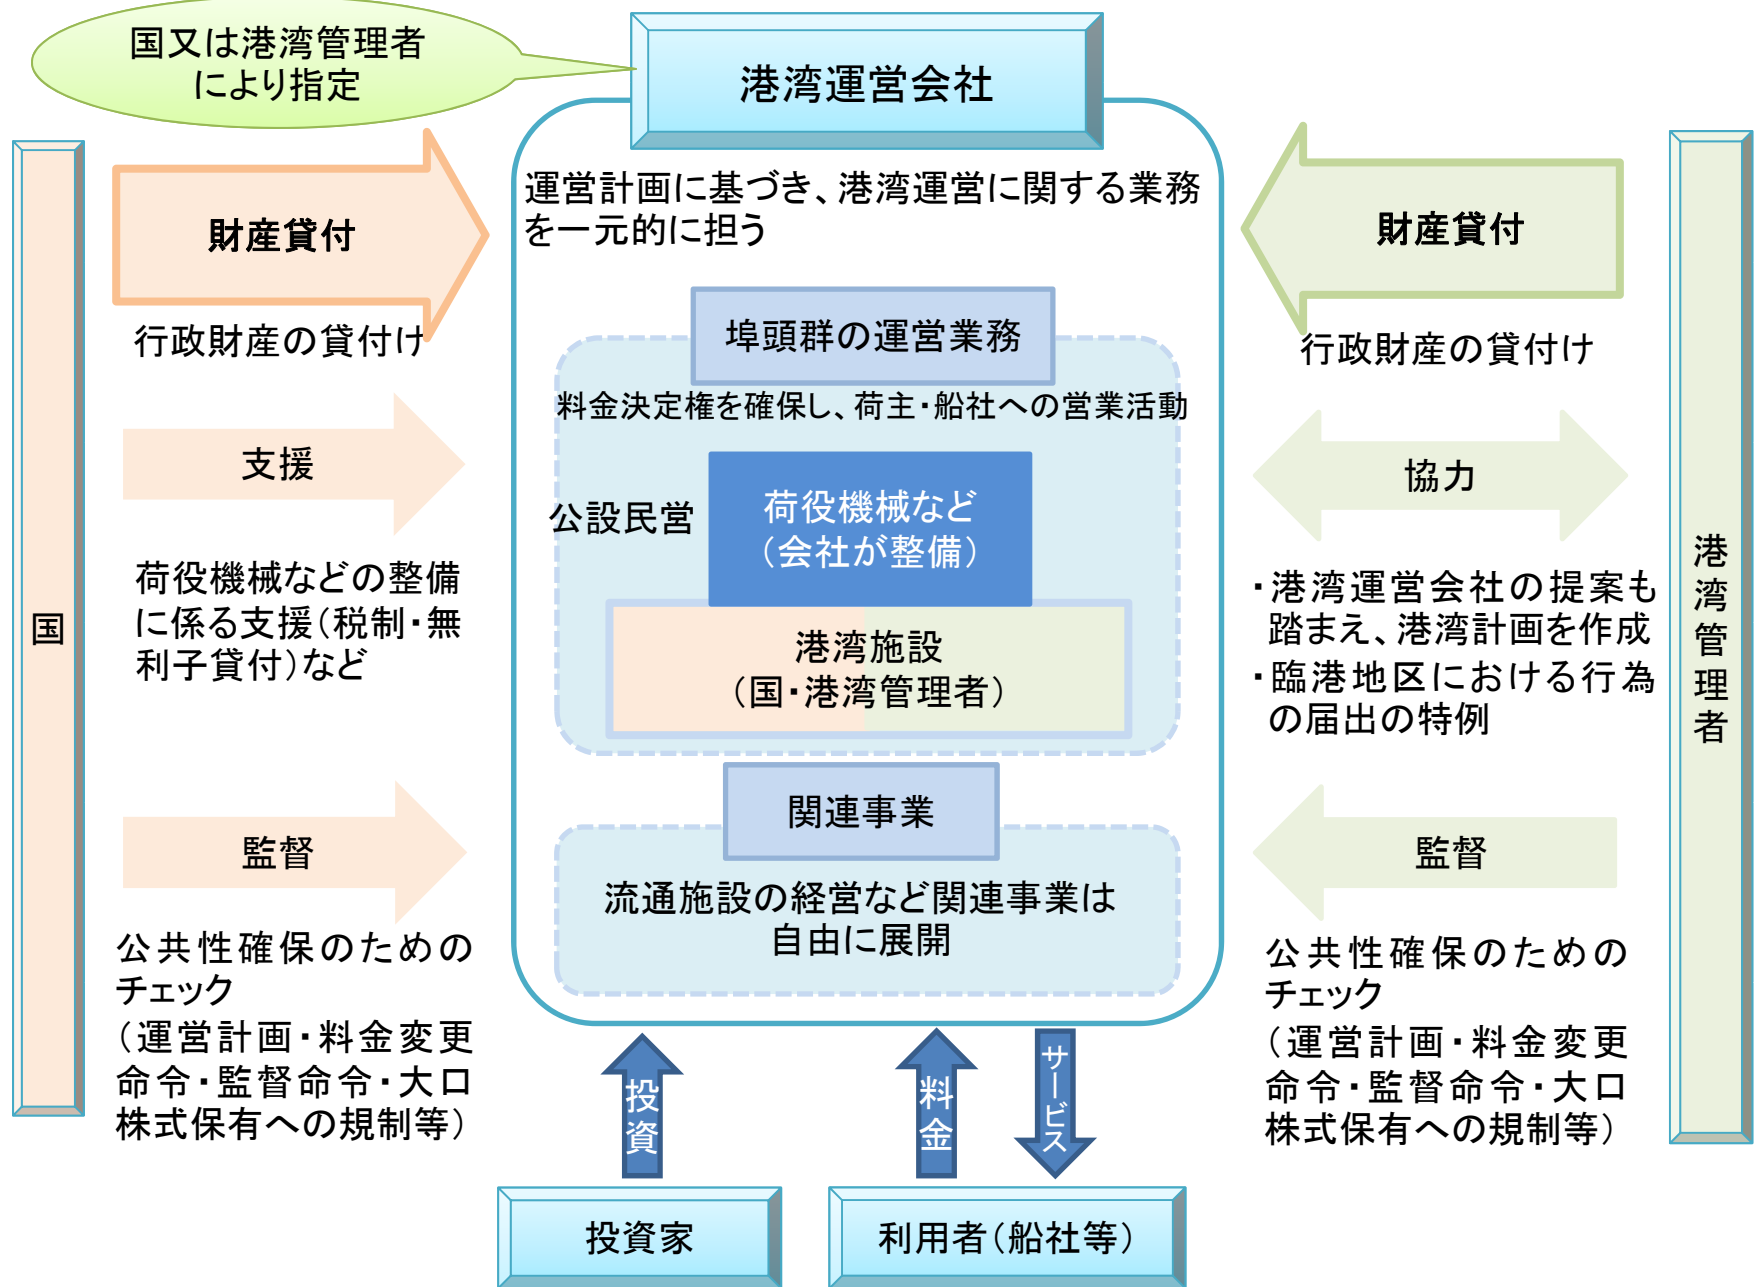 国又は港湾管理者
により指定
港湾運営会社
運営計画に基づき、港湾運営に関する業務
を一元的に担う
国
財産貸付
行政財産の貸付け
支援
荷役機械などの整備
に係る支援(税制・無
利子貸付)など
監督
公共性確保のための
チェック
(運営計画・料金変更
命令・監督命令・大口
株式保有への規制等)
埠頭群の運営業務
料金決定権を確保し、荷主・船社への営業活動
公設民営
荷役機械など
(会社が整備)
港湾施設
(国・港湾管理者)
関連事業
流通施設の経営など関連事業は
自由に展開
財産貸付
行政財産の貸付け
協力
・港湾運営会社の提案も
踏まえ、港湾計画を作成
・臨港地区における行為
の届出の特例
監督
公共性確保のための
チェック
(運営計画・料金変更
命令・監督命令・大口
株式保有への規制等)
港湾管理者
投資
料金
サービス
投資家
利用者(船社等)